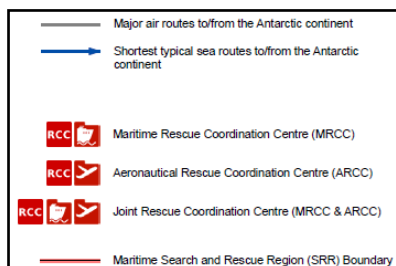 Major air routes to/from the Antarctic continent
Shortest typical sea routes to/from the Antarctic
continent
RCC Maritime Rescue Coordination Centre (MRCC)
RCC Aeronautical Rescue Coordination Centre (ARCC)
RCC Joint Rescue Coordination Centre (MRCC & ARCC)
Maritime Search and Rescue Region (SRR) Boundary